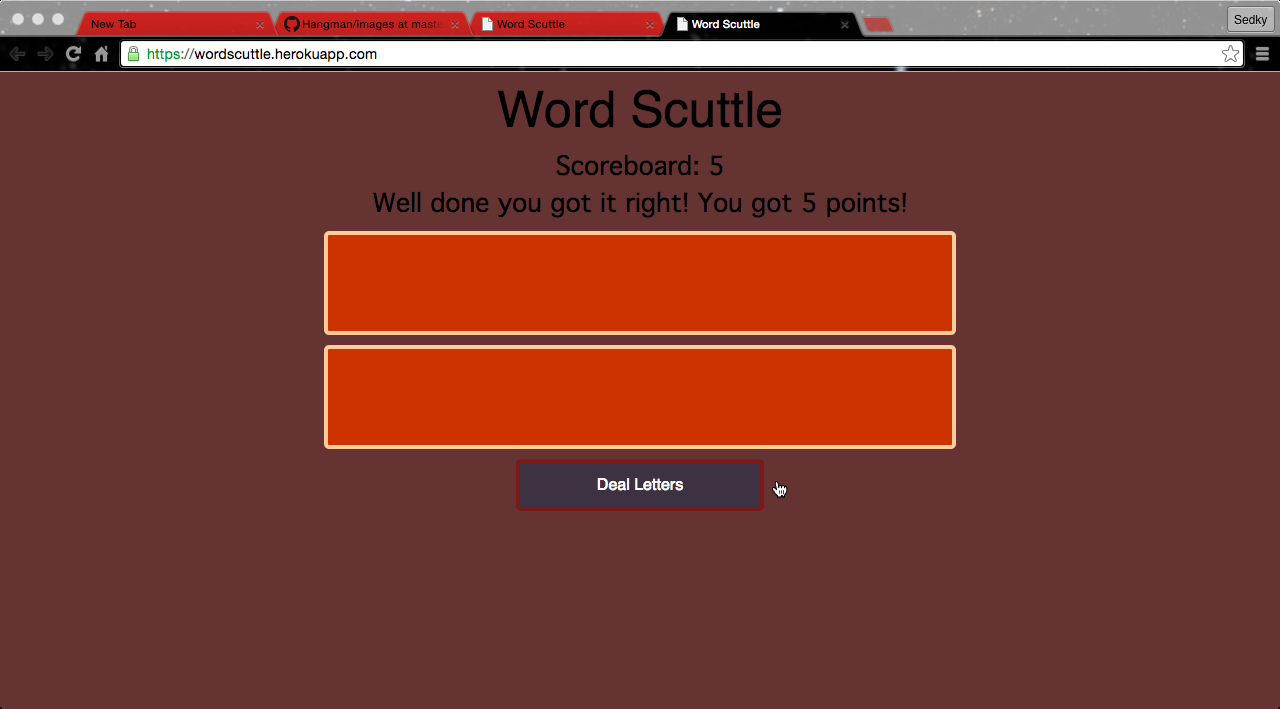 New Tab
Hangman/images at maste
Word Scuttle
Word Scuttle
Sedky
https://wordscuttle.herokuapp.com
Word Scuttle
Scoreboard: 5
Well done you got it right! You got 5 points!
Deal Letters